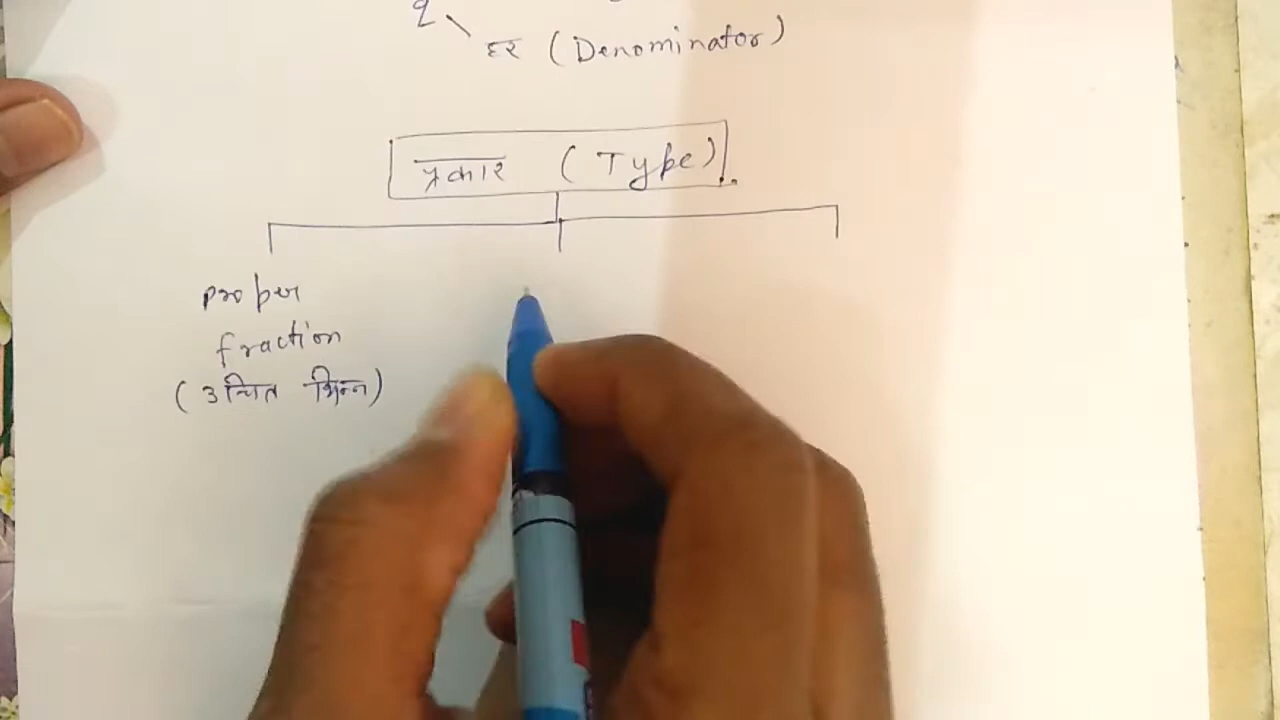 q
हर (Denominator)
प्रकार (Type)
proper
fraction
(उचित भिन्न)